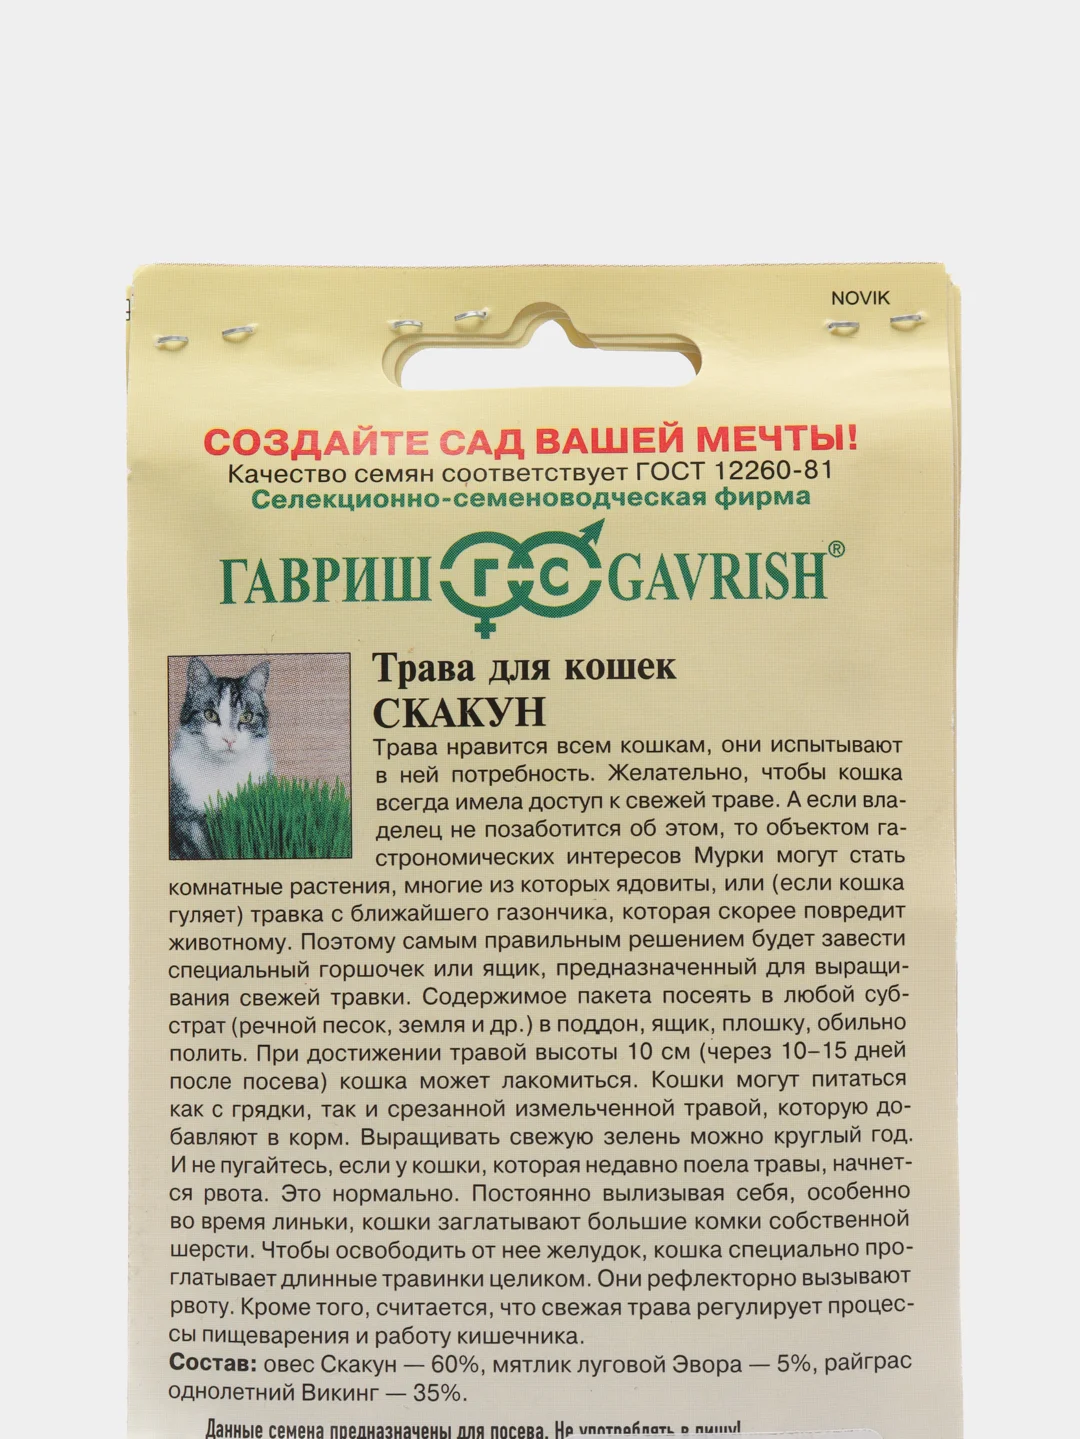 NOVIK
СОЗДАЙТЕ САД ВАШЕЙ МЕЧТЫ!
Качество семян соответствует ГОСТ 12260-81
Селекционно-семеноводческая фирма
ГАВРИШ ГС GAVRISH®
Трава для кошек
СКАКУН
Трава нравится всем кошкам, они испытывают
в ней потребность. Желательно, чтобы кошка
всегда имела доступ к свежей траве. А если вла-
делец не позаботится об этом, то объектом га-
строномических интересов Мурки могут стать
комнатные растения, многие из которых ядовиты, или (если кошка
гуляет) травка с ближайшего газончика, которая скорее повредит
животному. Поэтому самым правильным решением будет завести
специальный горшочек или ящик, предназначенный для выращи-
вания свежей травки. Содержимое пакета посеять в любой суб-
страт (речной песок, земля и др.) в поддон, ящик, плошку, обильно
полить. При достижении травой высоты 10 см (через 10–15 дней
после посева) кошка может лакомиться. Кошки могут питаться
как с грядки, так и срезанной измельченной травой, которую до-
бавляют в корм. Выращивать свежую зелень можно круглый год.
И не пугайтесь, если у кошки, которая недавно поела травы, начнет-
ся рвота. Это нормально. Постоянно вылизывая себя, особенно
во время линьки, кошки заглатывают большие комки собственной
шерсти. Чтобы освободить от нее желудок, кошка специально про-
глатывает длинные травинки целиком. Они рефлекторно вызывают
рвоту. Кроме того, считается, что свежая трава регулирует процес-
сы пищеварения и работу кишечника.
Состав: овес Скакун — 60%, мятлик луговой Эвора — 5%, райграс
однолетний Викинг — 35%.
Данные семена предназначены для посева. Не употреблять в пищу!